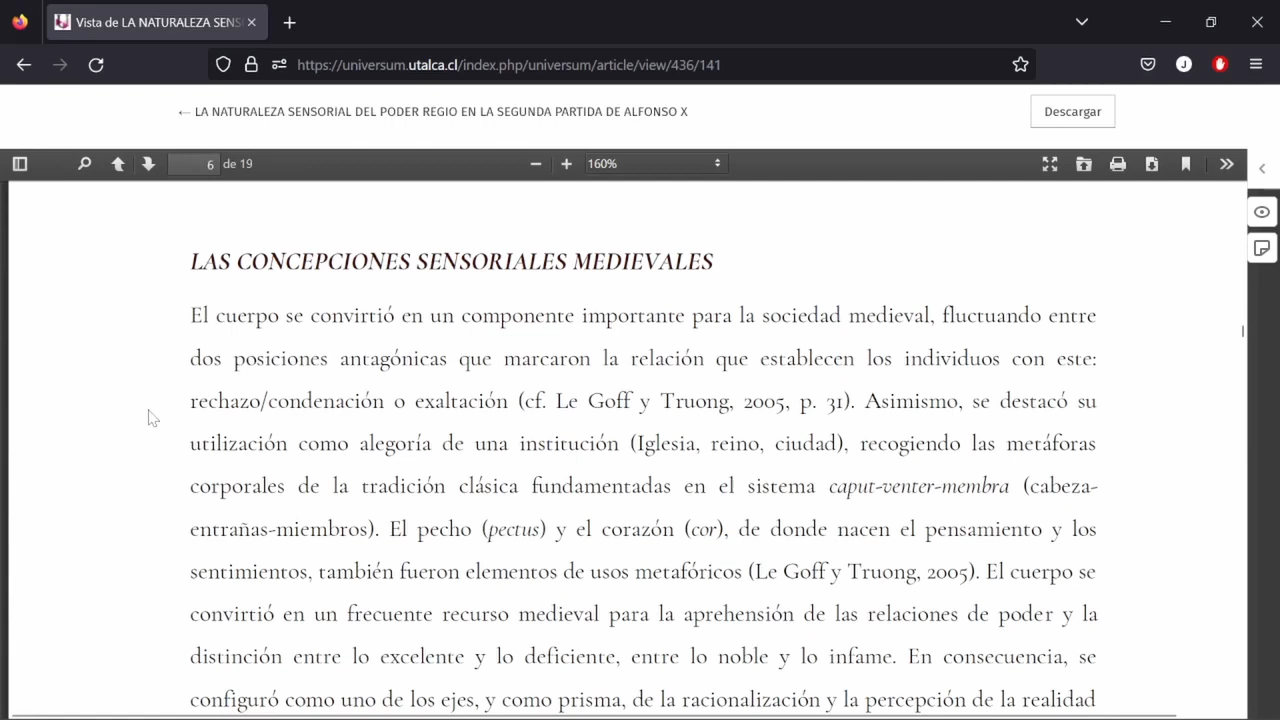 Vista de LA NATURALEZA SENS
https://universum.utalca.cl/index.php/universum/article/view/436/141
J
← LA NATURALEZA SENSORIAL DEL PODER REGIO EN LA SEGUNDA PARTIDA DE ALFONSO X
Descargar
6 de 19
160%
LAS CONCEPCIONES SENSORIALES MEDIEVALES
El cuerpo se convirtió en un componente importante para la sociedad medieval, fluctuando entre
dos posiciones antagónicas que marcaron la relación que establecen los individuos con este:
rechazo/condenación o exaltación (cf. Le Goff y Truong, 2005, p. 31). Asimismo, se destacó su
utilización como alegoría de una institución (Iglesia, reino, ciudad), recogiendo las metáforas
corporales de la tradición clásica fundamentadas en el sistema caput-venter-membra (cabeza-
entrañas-miembros). El pecho (pectus) y el corazón (cor), de donde nacen el pensamiento y los
sentimientos, también fueron elementos de usos metafóricos (Le Goff y Truong, 2005). El cuerpo se
convirtió en un frecuente recurso medieval para la aprehensión de las relaciones de poder y la
distinción entre lo excelente y lo deficiente, entre lo noble y lo infame. En consecuencia, se
configuró como uno de los ejes, y como prisma, de la racionalización y la percepción de la realidad